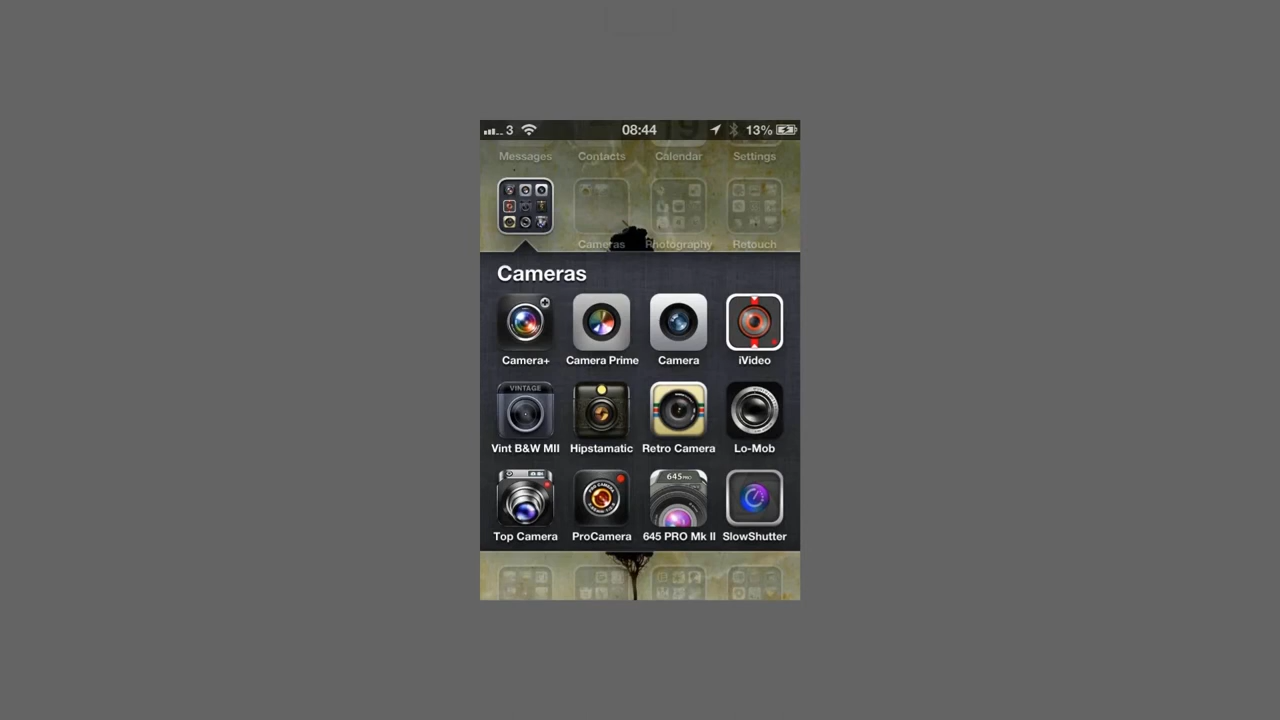 3 08:44 13%
Messages Contacts Calendar Settings
Cameras Photography Retouch
Cameras
Camera+ Camera Prime Camera iVideo
VINTAGE
Vint B&W MII Hipstamatic Retro Camera Lo-Mob
645 PRO
Top Camera ProCamera 645 PRO Mk II SlowShutter